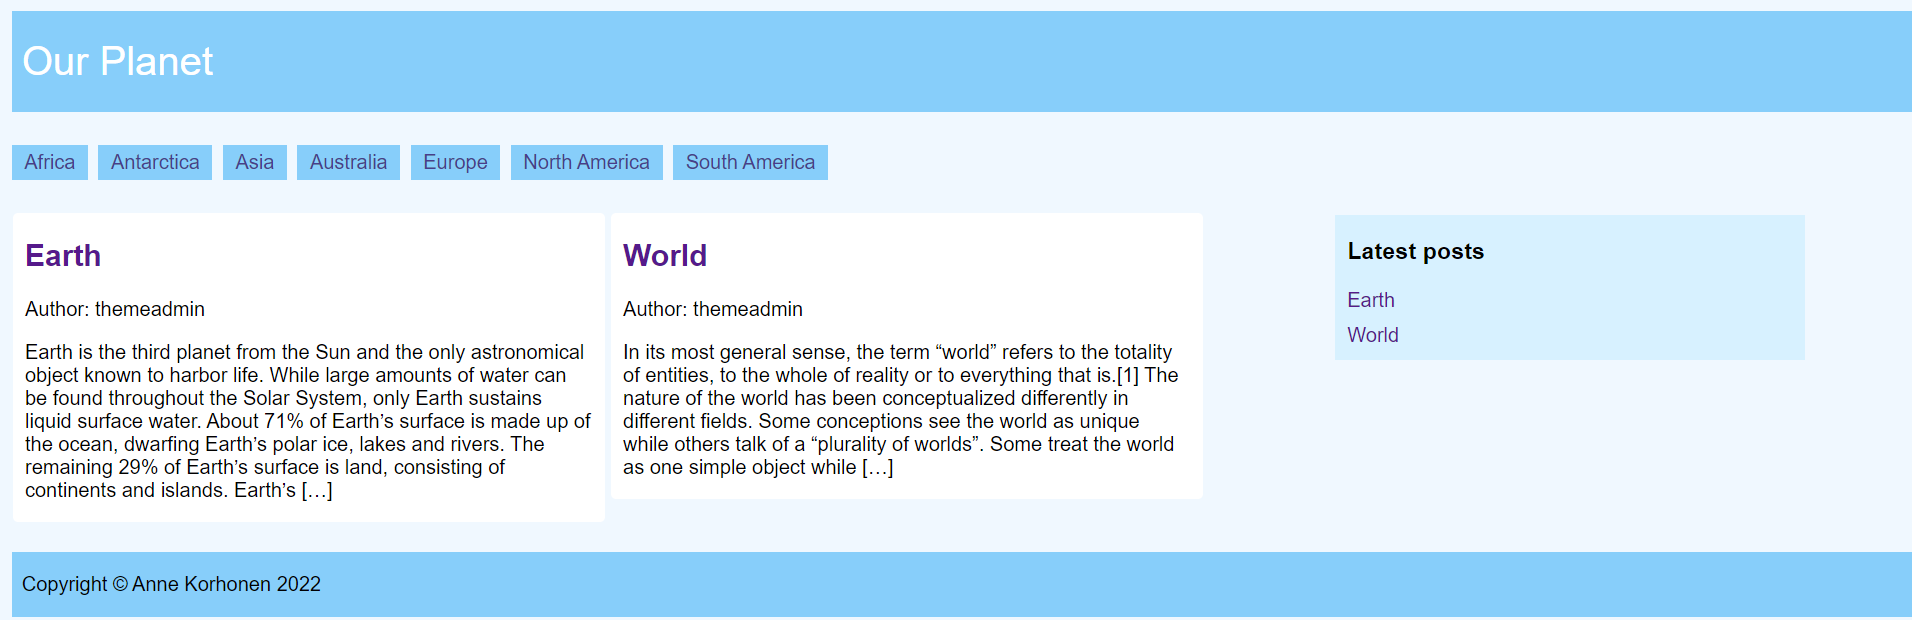 Our Planet
Africa Antarctica Asia Australia Europe North America South America
Earth
Author: themeadmin
Earth is the third planet from the Sun and the only astronomical
object known to harbor life. While large amounts of water can
be found throughout the Solar System, only Earth sustains
liquid surface water. About 71% of Earth’s surface is made up of
the ocean, dwarfing Earth’s polar ice, lakes and rivers. The
remaining 29% of Earth’s surface is land, consisting of
continents and islands. Earth’s […]
World
Author: themeadmin
In its most general sense, the term “world” refers to the totality
of entities, to the whole of reality or to everything that is.[1] The
nature of the world has been conceptualized differently in
different fields. Some conceptions see the world as unique
while others talk of a “plurality of worlds”. Some treat the world
as one simple object while […]
Latest posts
Earth
World
Copyright © Anne Korhonen 2022